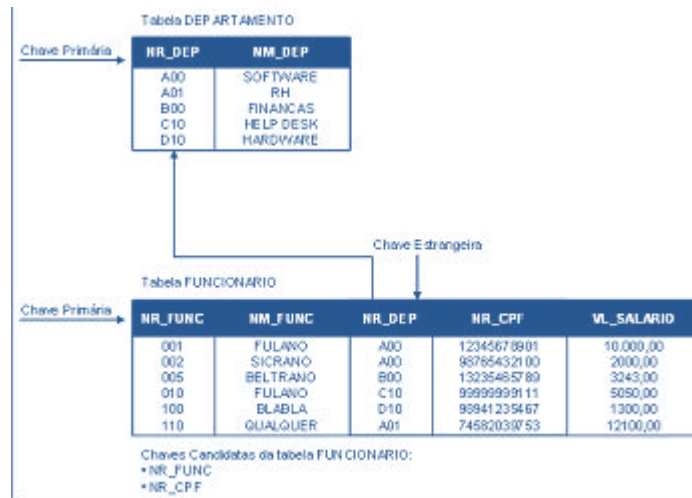 Tabela DEPARTAMENTO
Chave Primária
NR_DEP NM_DEP
A00 SOFTWARE
A01 RH
B00 FINANCAS
C10 HELP DESK
D10 HARDWARE
Chave Estrangeira
Tabela FUNCIONARIO
Chave Primária
NR_FUNC NM_FUNC NR_DEP NR_CPF VL_SALARIO
001 FULANO A00 12345678901 10.000,00
002 SICRANO A00 98765432100 2000,00
005 BELTRANO B00 13235465789 3243,00
010 FULANO C10 99999999111 5050,00
100 BLABLA D10 98941235467 1300,00
110 QUALQUER A01 74582039753 12100,00
Chaves Candidatas da tabela FUNCIONARIO:
• NR_FUNC
• NR_CPF